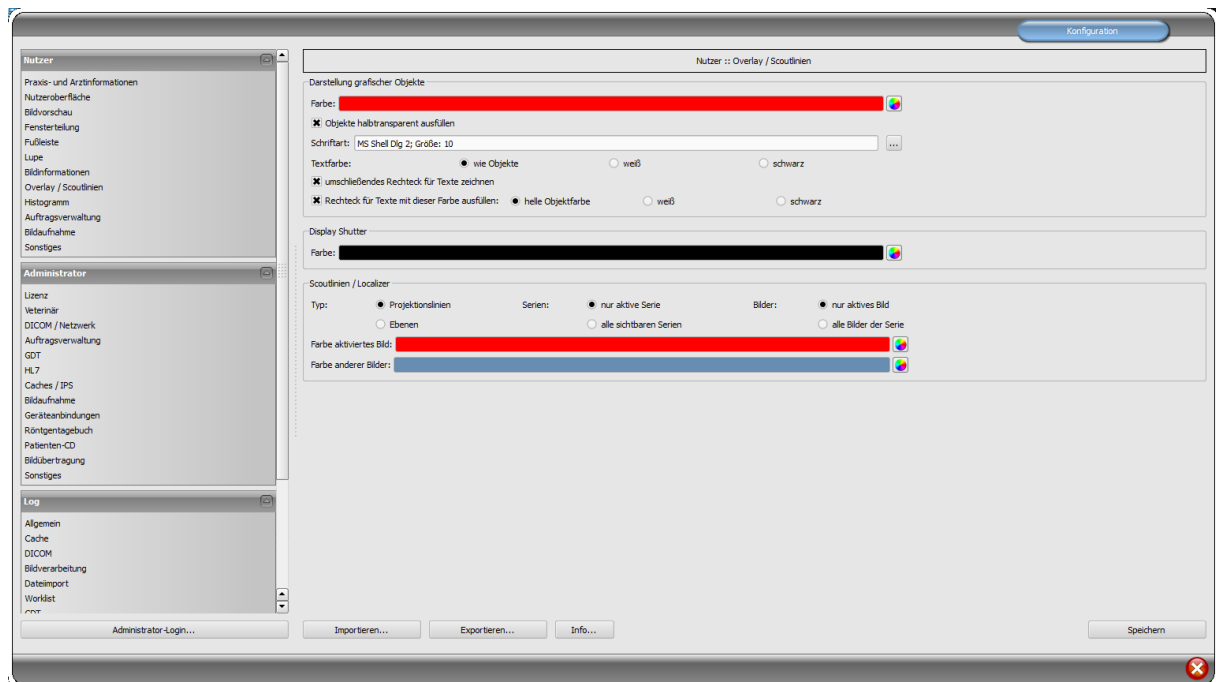 Konfiguration
Nutzer
Praxis- und Arztinformationen
Nutzeroberfläche
Bildvorschau
Fensterteilung
Fußleiste
Lupe
Bildinformationen
Overlay / Scoutlinien
Histogramm
Auftragsverwaltung
Bildaufnahme
Sonstiges
Administrator
Lizenz
Veterinär
DICOM / Netzwerk
Auftragsverwaltung
GDT
HL7
Caches / IPS
Bildaufnahme
Geräteanbindungen
Röntgentagebuch
Patienten-CD
Bildübertragung
Sonstiges
Log
Allgemein
Cache
DICOM
Bildverarbeitung
Dateiimport
Worklist
Administrator-Login...
Nutzer :: Overlay / Scoutlinien
Darstellung grafischer Objekte
Farbe:
Objekte halbtransparent ausfüllen
Schriftart: MS Shell Dlg 2; Größe: 10 ...
Textfarbe: wie Objekte weiß schwarz
umschließendes Rechteck für Texte zeichnen
Rechteck für Texte mit dieser Farbe ausfüllen: helle Objektfarbe weiß schwarz
Display Shutter
Farbe:
Scoutlinien / Localizer
Typ: Projektionslinien Serien: nur aktive Serie Bilder: nur aktives Bild
Ebenen alle sichtbaren Serien alle Bilder der Serie
Farbe aktiviertes Bild:
Farbe anderer Bilder:
Importieren... Exportieren... Info... Speichern